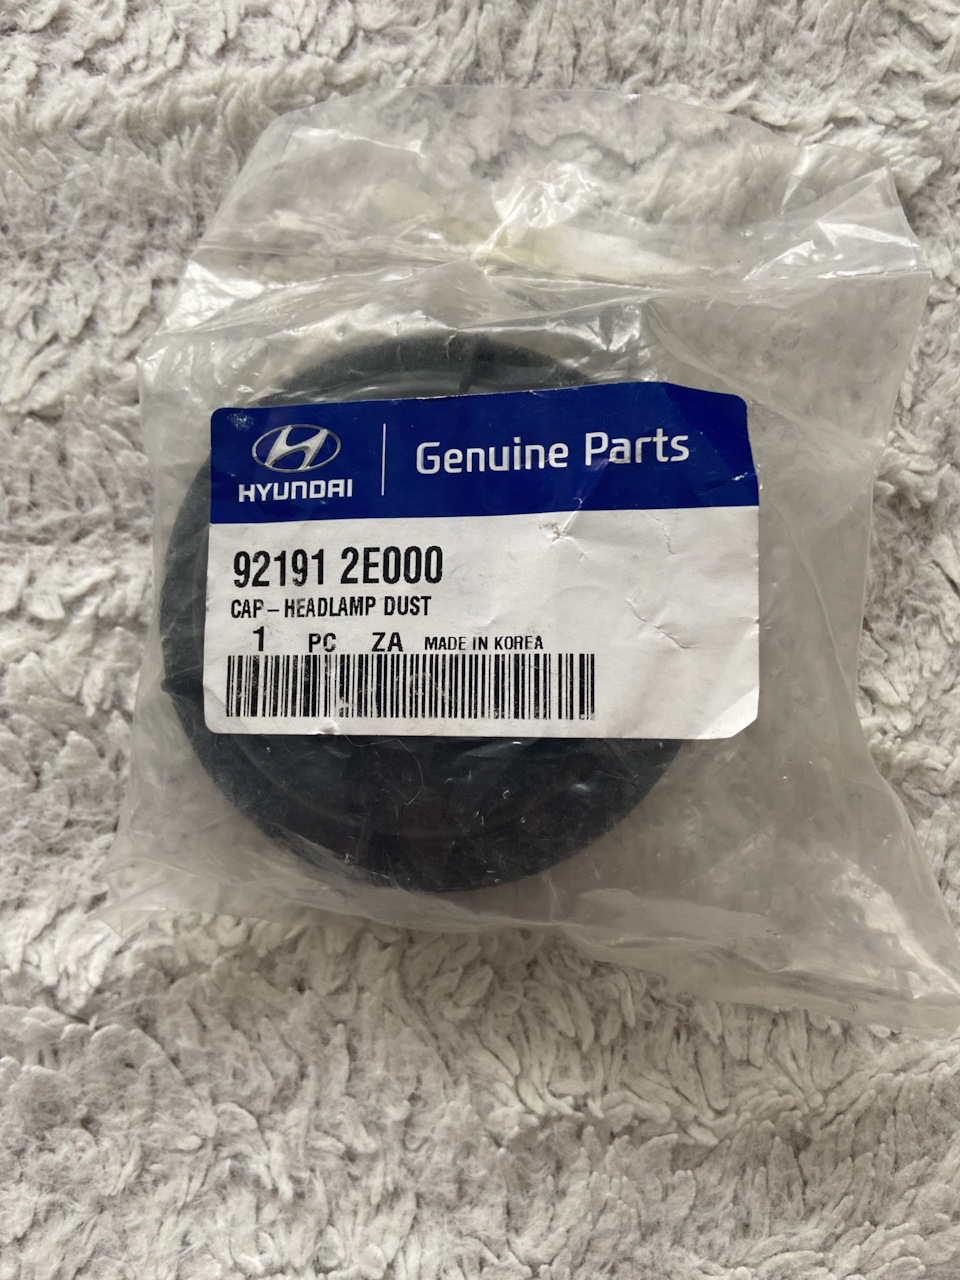 HYUNDAI
Genuine Parts
92191 2E000
CAP – HEADLAMP DUST
1 PC ZA MADE IN KOREA